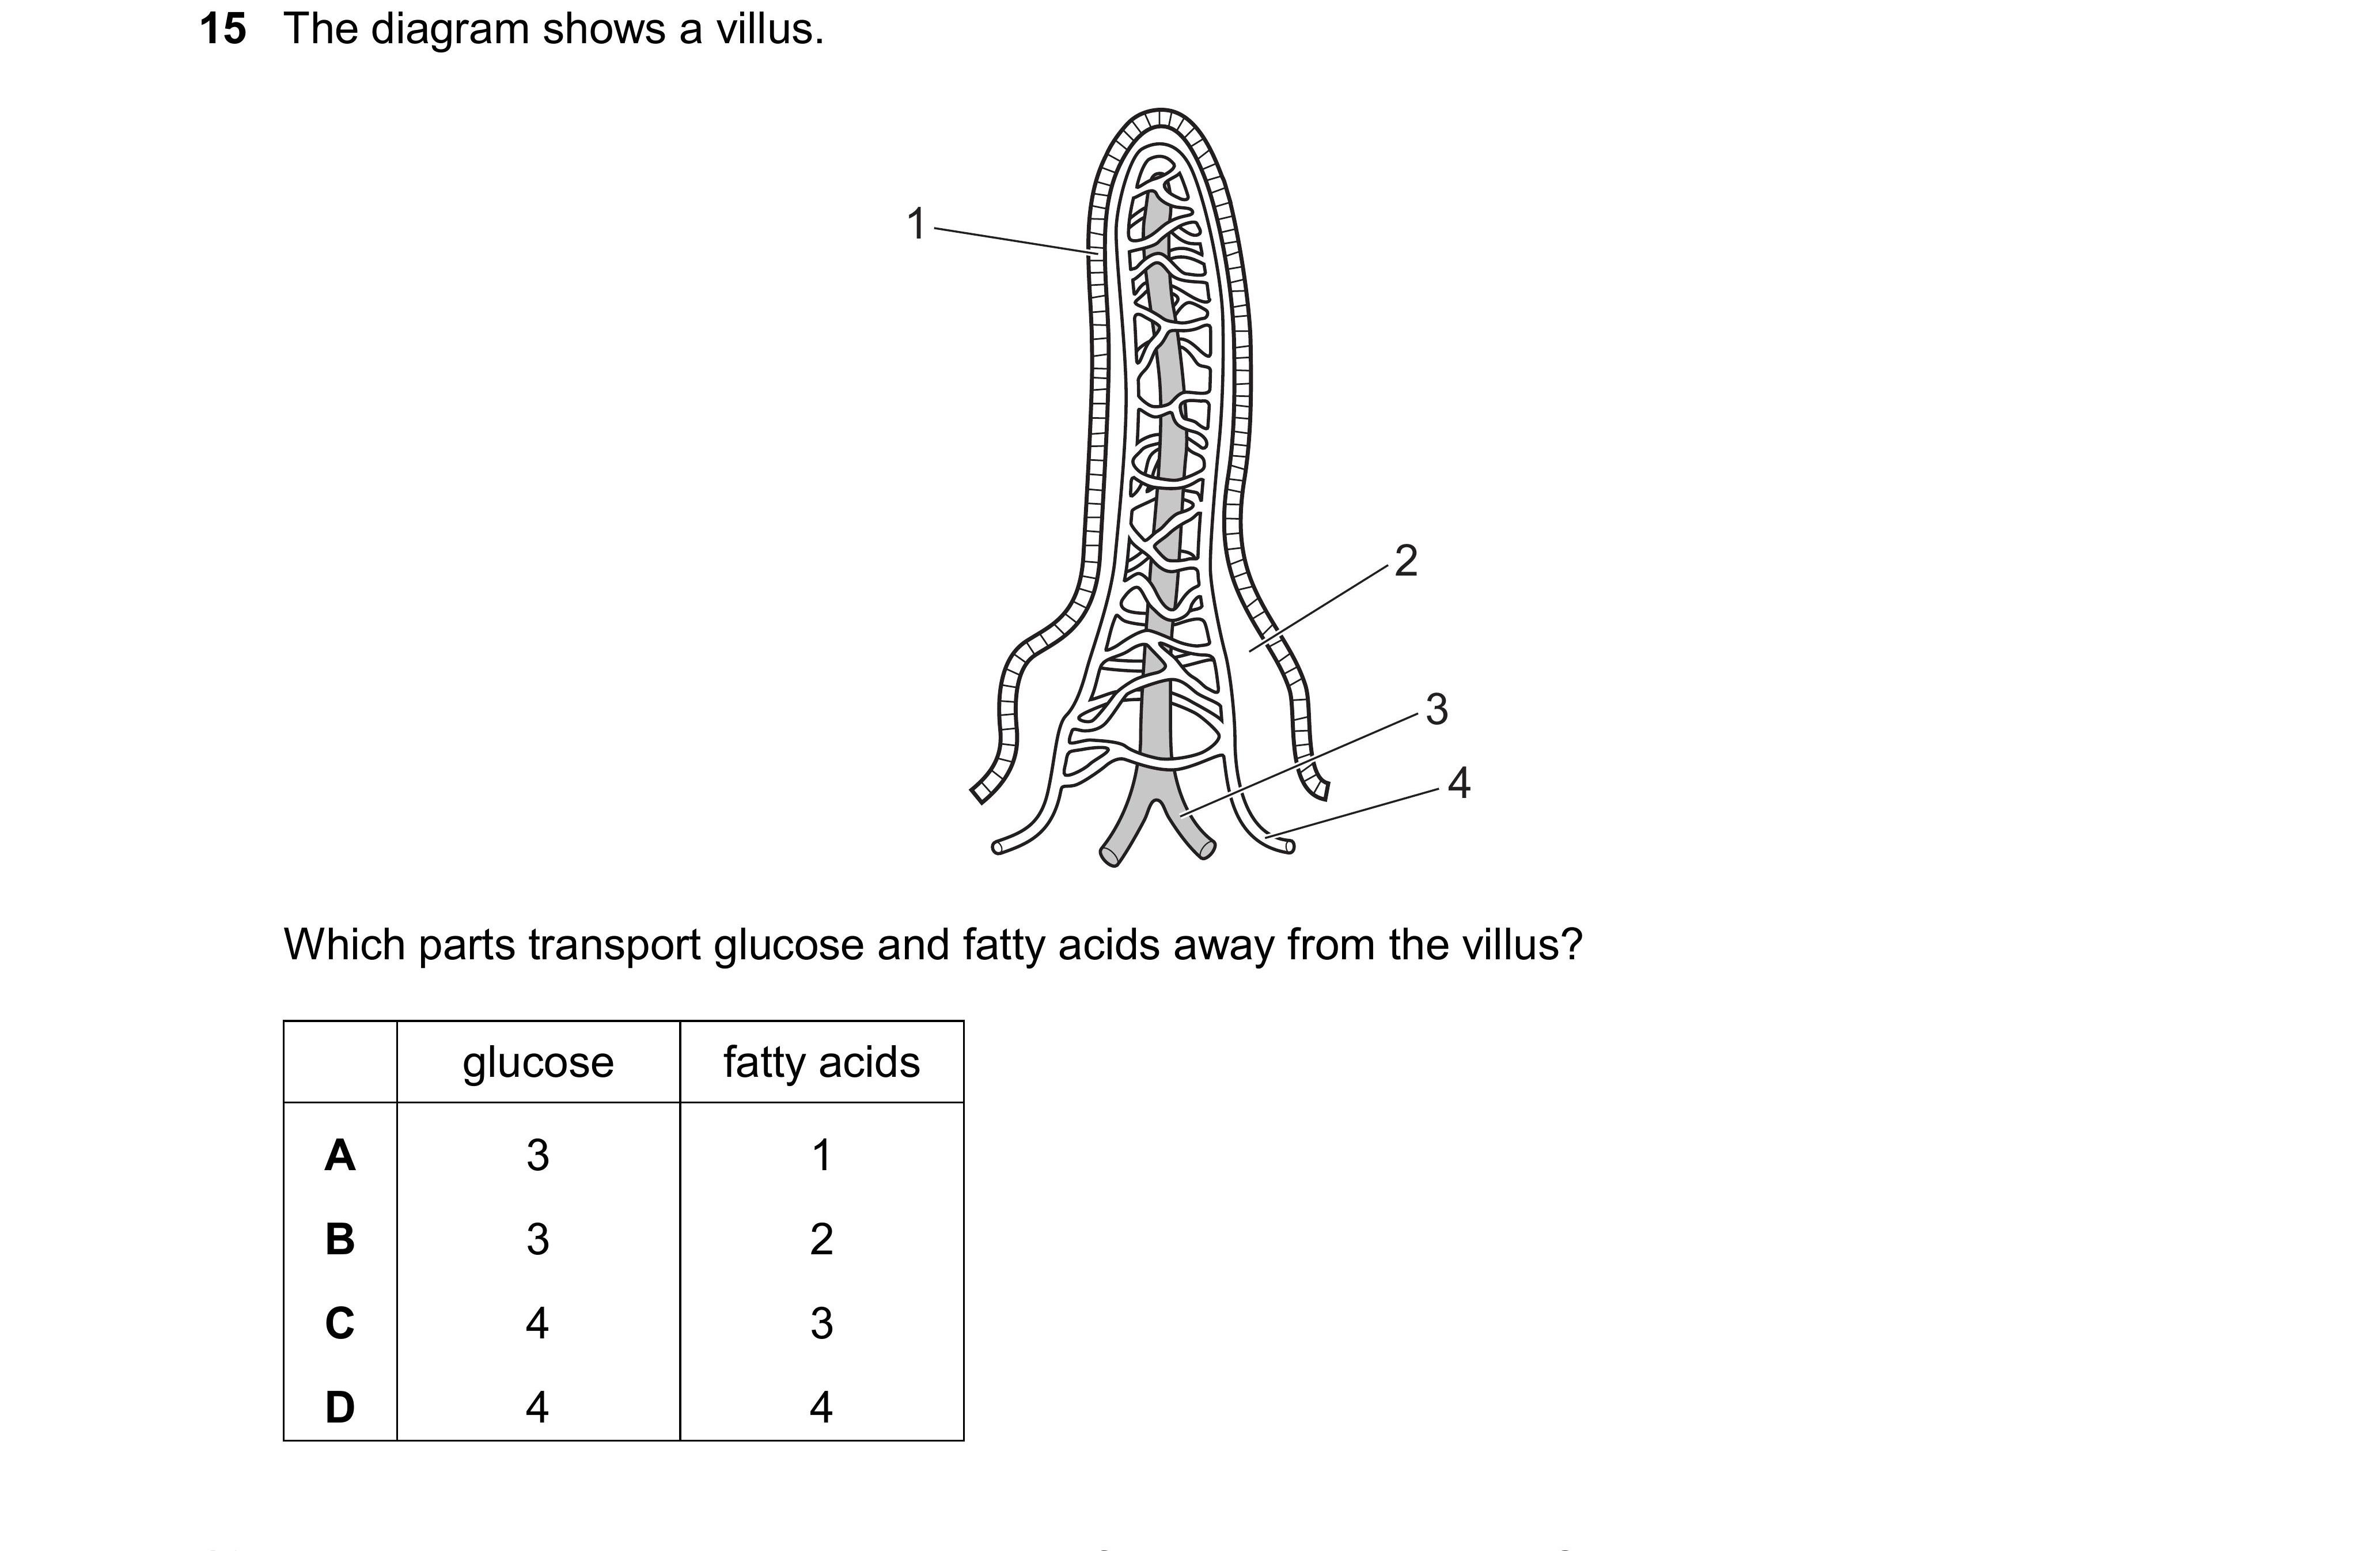 15 The diagram shows a villus.
1
2
3
4
Which parts transport glucose and fatty acids away from the villus?
glucose fatty acids
A 3 1
B 3 2
C 4 3
D 4 4